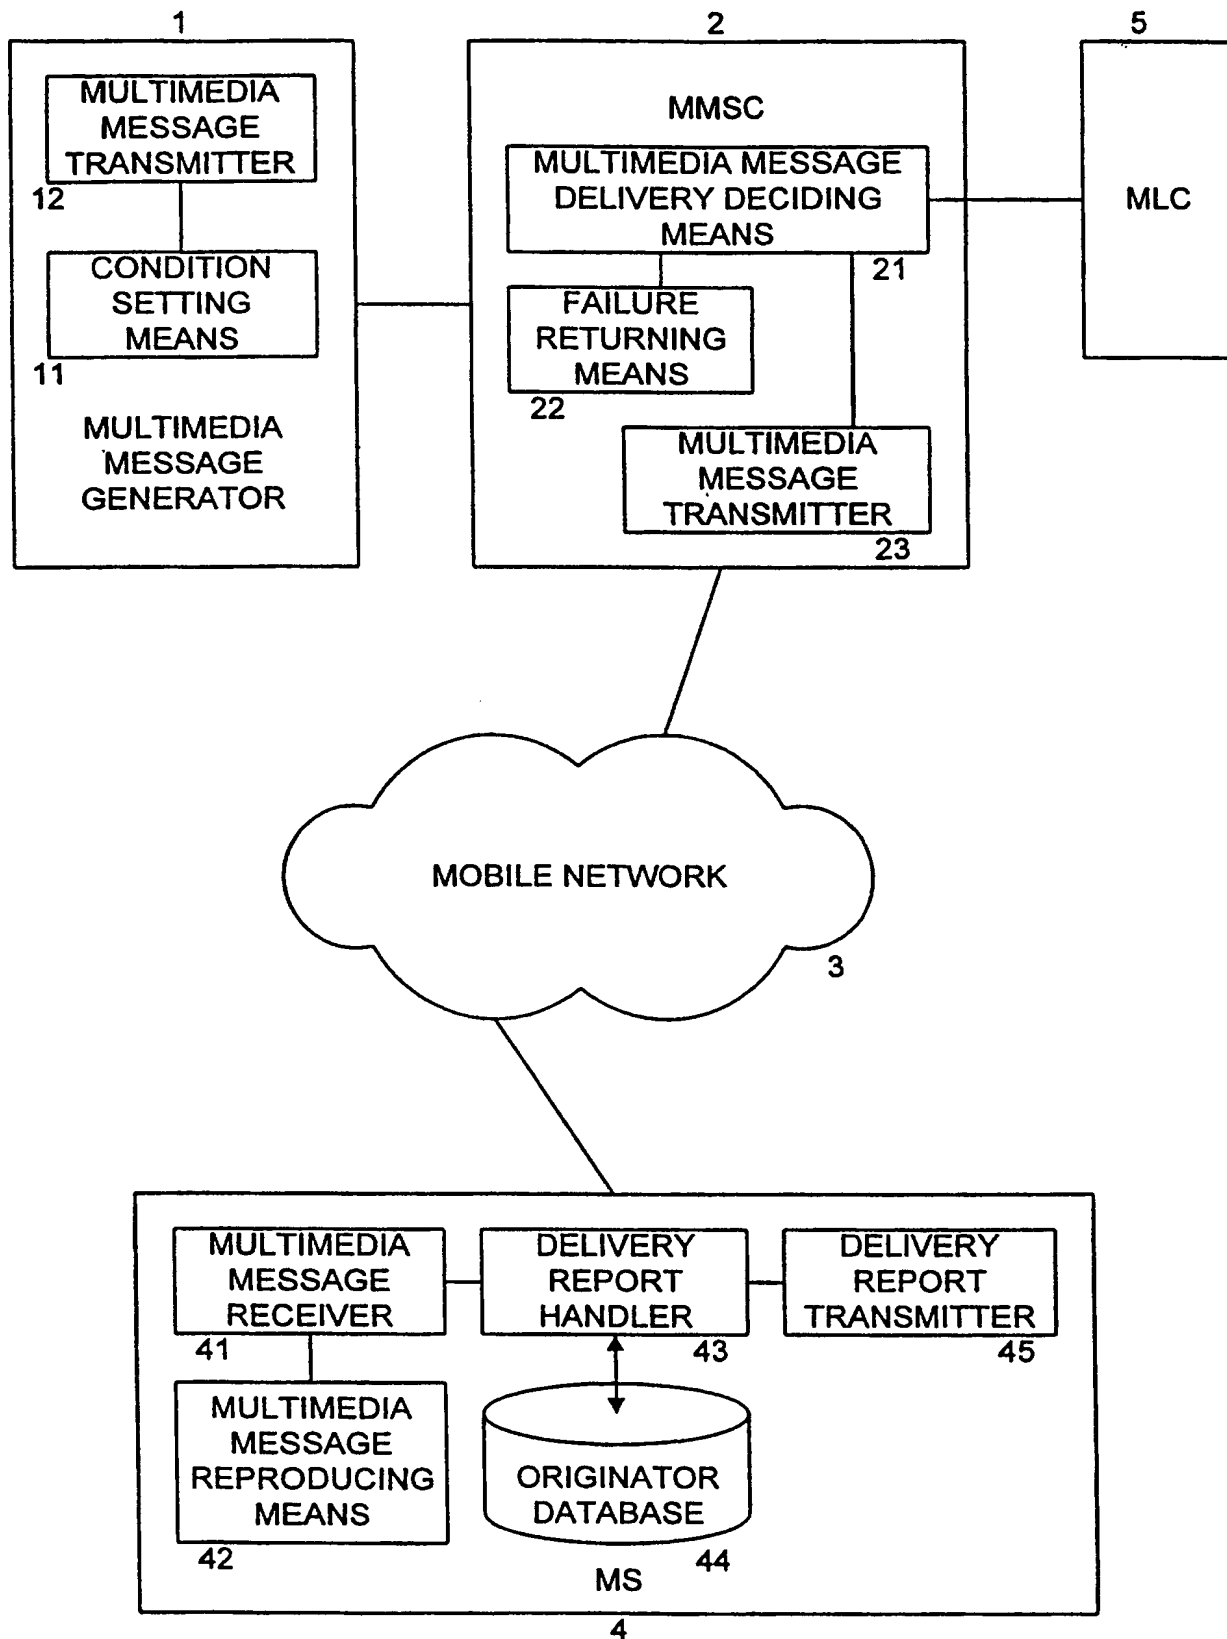 1
MULTIMEDIA
MESSAGE
TRANSMITTER
12
CONDITION
SETTING
MEANS
11
MULTIMEDIA
MESSAGE
GENERATOR
2
MMSC
MULTIMEDIA MESSAGE
DELIVERY DECIDING
MEANS
21
FAILURE
RETURNING
MEANS
22
MULTIMEDIA
MESSAGE
TRANSMITTER
23
5
MLC
MOBILE NETWORK
3
MULTIMEDIA
MESSAGE
RECEIVER
41
DELIVERY
REPORT
HANDLER
43
DELIVERY
REPORT
TRANSMITTER
45
MULTIMEDIA
MESSAGE
REPRODUCING
MEANS
42
ORIGINATOR
DATABASE
44
MS
4